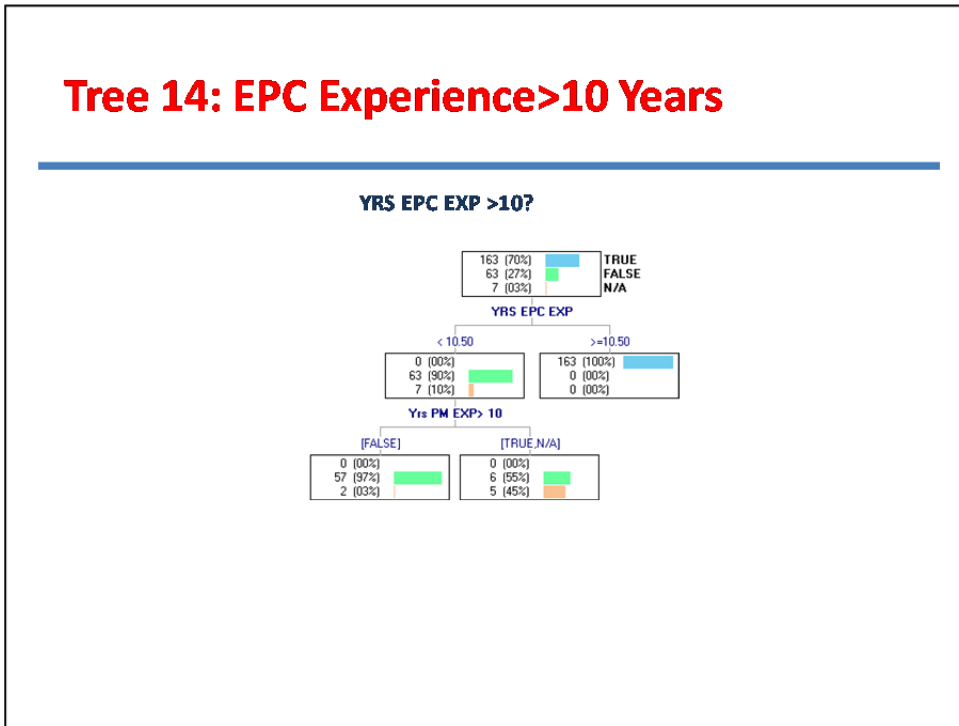 Tree 14: EPC Experience>10 Years
YRS EPC EXP >10?
163 (70%) TRUE
63 (27%) FALSE
7 (03%) N/A
YRS EPC EXP
< 10.50 >=10.50
0 (00%) 163 (100%)
63 (90%) 0 (00%)
7 (10%) 0 (00%)
Yrs PM EXP> 10
[FALSE] [TRUE,N/A]
0 (00%) 0 (00%)
57 (97%) 6 (55%)
2 (03%) 5 (45%)